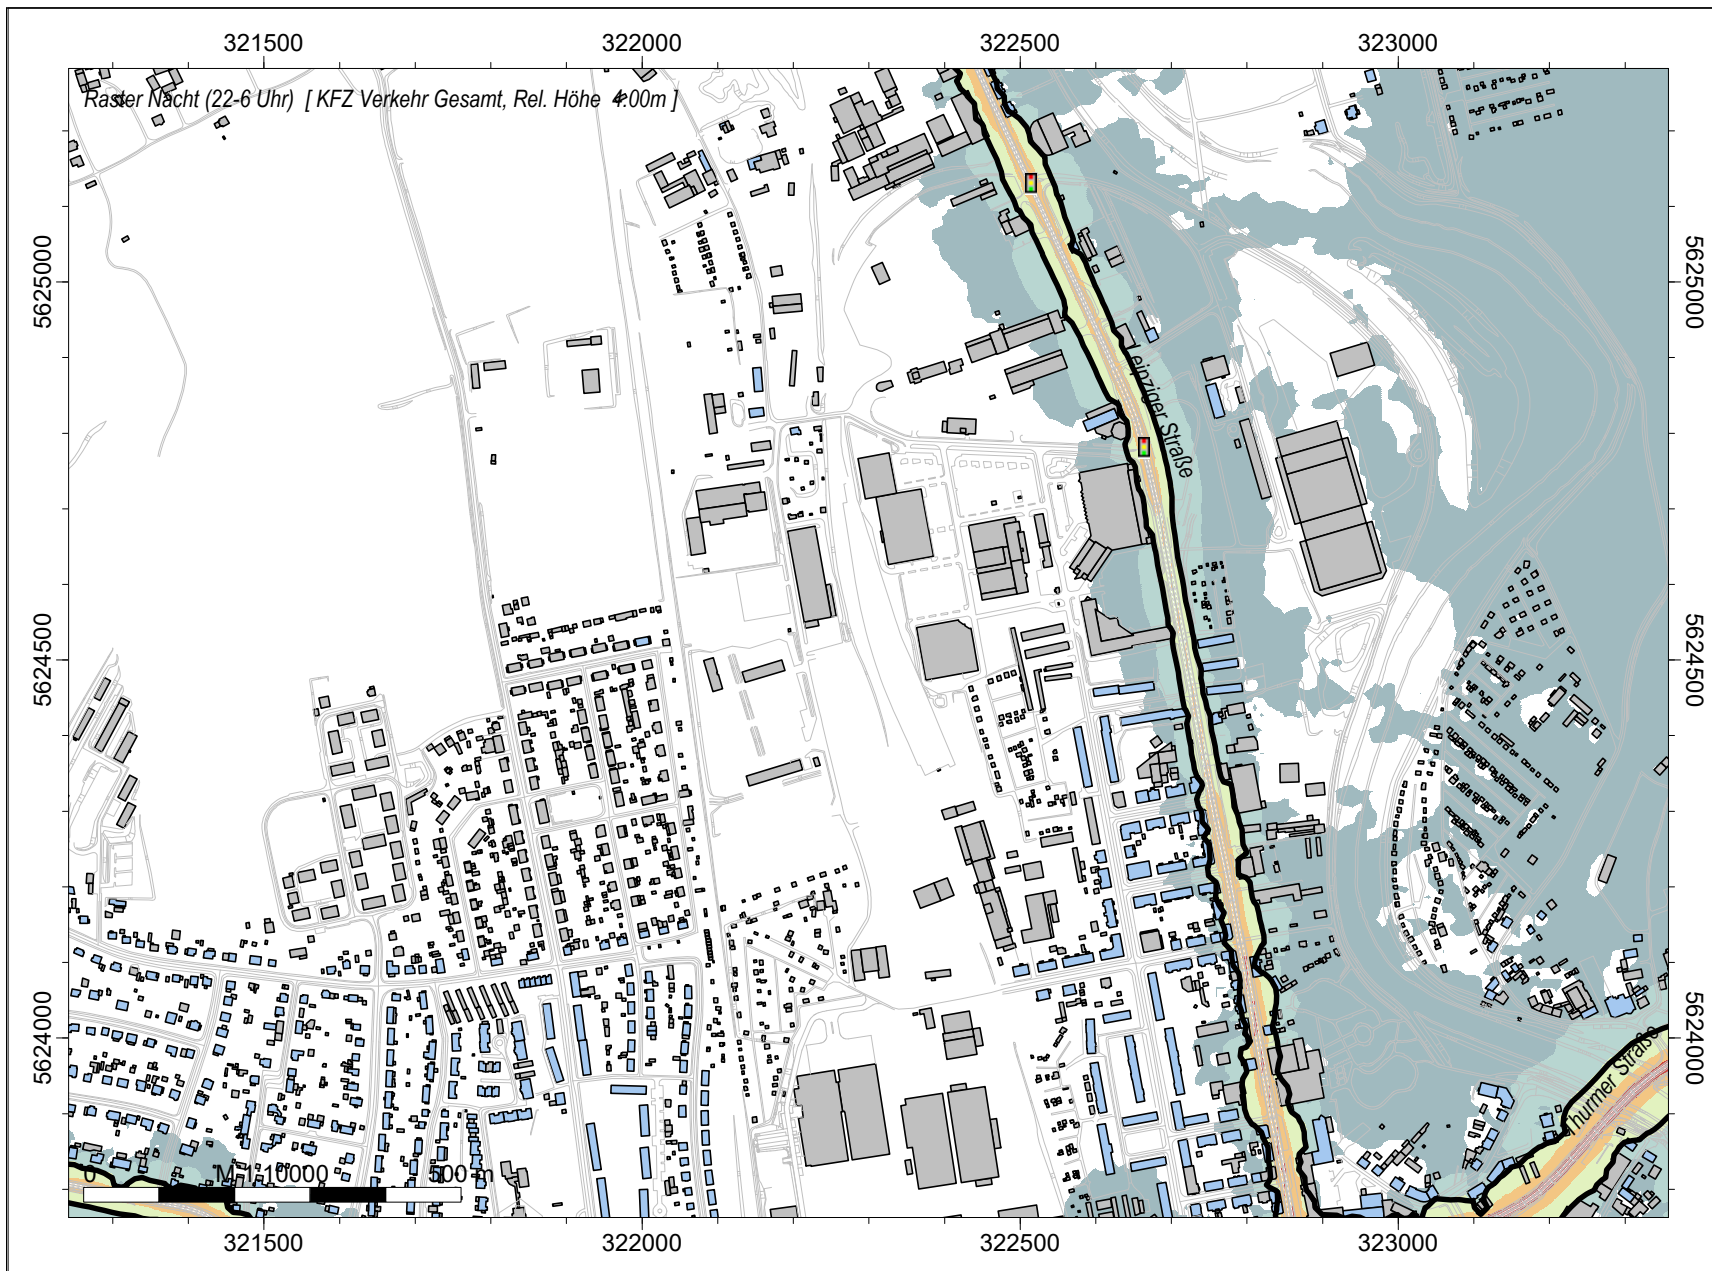 321500 322000 322500 323000
Raster Nacht (22-6 Uhr) [ KFZ Verkehr Gesamt, Rel. Höhe 4.00m ]
5625000
5625000
Leipziger Straße
5624500
5624500
5624000
5624000
Thurmer Straße
0 M 1:10000 500 m
321500 322000 322500 323000